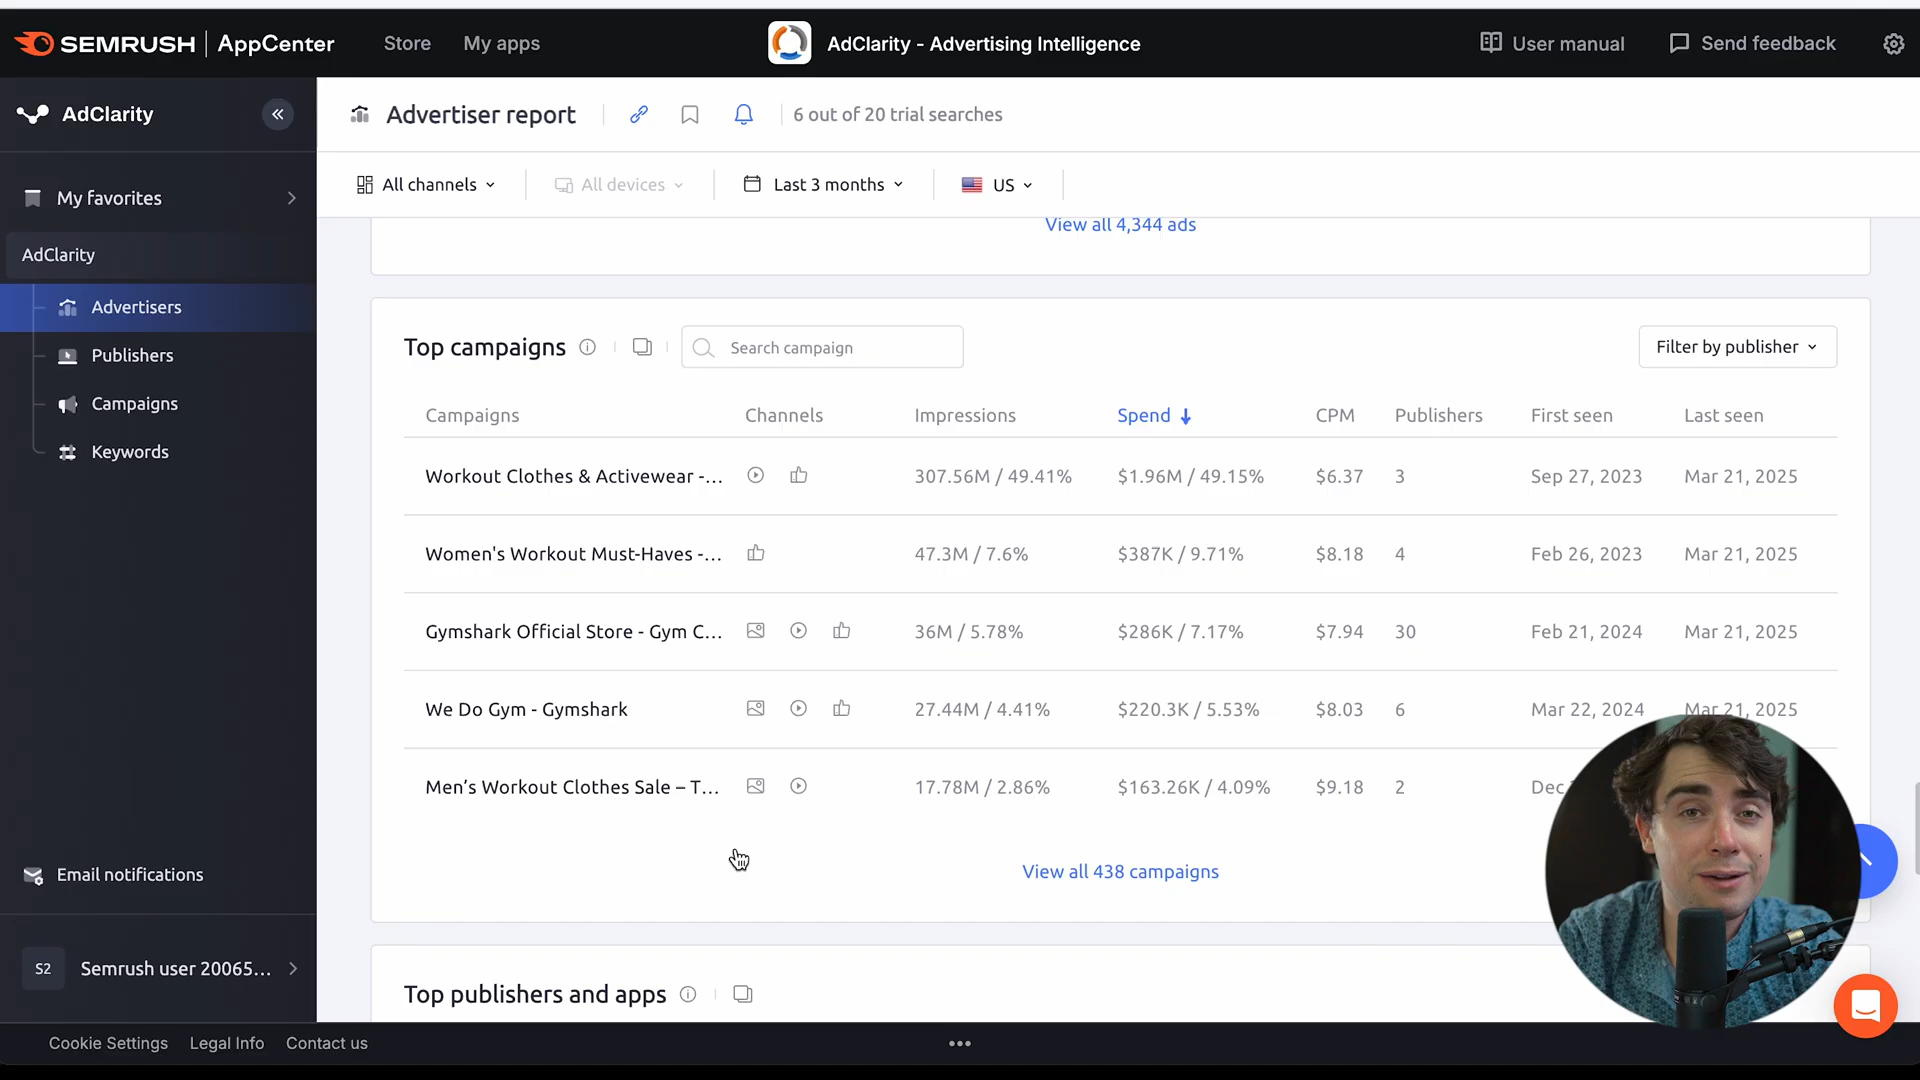 SEMRUSH AppCenter Store My apps AdClarity - Advertising Intelligence User manual Send feedback
AdClarity
Advertiser report 6 out of 20 trial searches
My favorites
All channels All devices Last 3 months US
AdClarity
View all 4,344 ads
Advertisers
Publishers
Campaigns
Keywords
Top campaigns Search campaign Filter by publisher
Campaigns Channels Impressions Spend CPM Publishers First seen Last seen
Workout Clothes & Activewear -... 307.56M / 49.41% $1.96M / 49.15% $6.37 3 Sep 27, 2023 Mar 21, 2025
Women's Workout Must-Haves -... 47.3M / 7.6% $387K / 9.71% $8.18 4 Feb 26, 2023 Mar 21, 2025
Gymshark Official Store - Gym C... 36M / 5.78% $286K / 7.17% $7.94 30 Feb 21, 2024 Mar 21, 2025
We Do Gym - Gymshark 27.44M / 4.41% $220.3K / 5.53% $8.03 6 Mar 22, 2024 Mar 21, 2025
Men’s Workout Clothes Sale – T... 17.78M / 2.86% $163.26K / 4.09% $9.18 2 Dec
View all 438 campaigns
Email notifications
S2 Semrush user 20065...
Top publishers and apps
Cookie Settings Legal Info Contact us